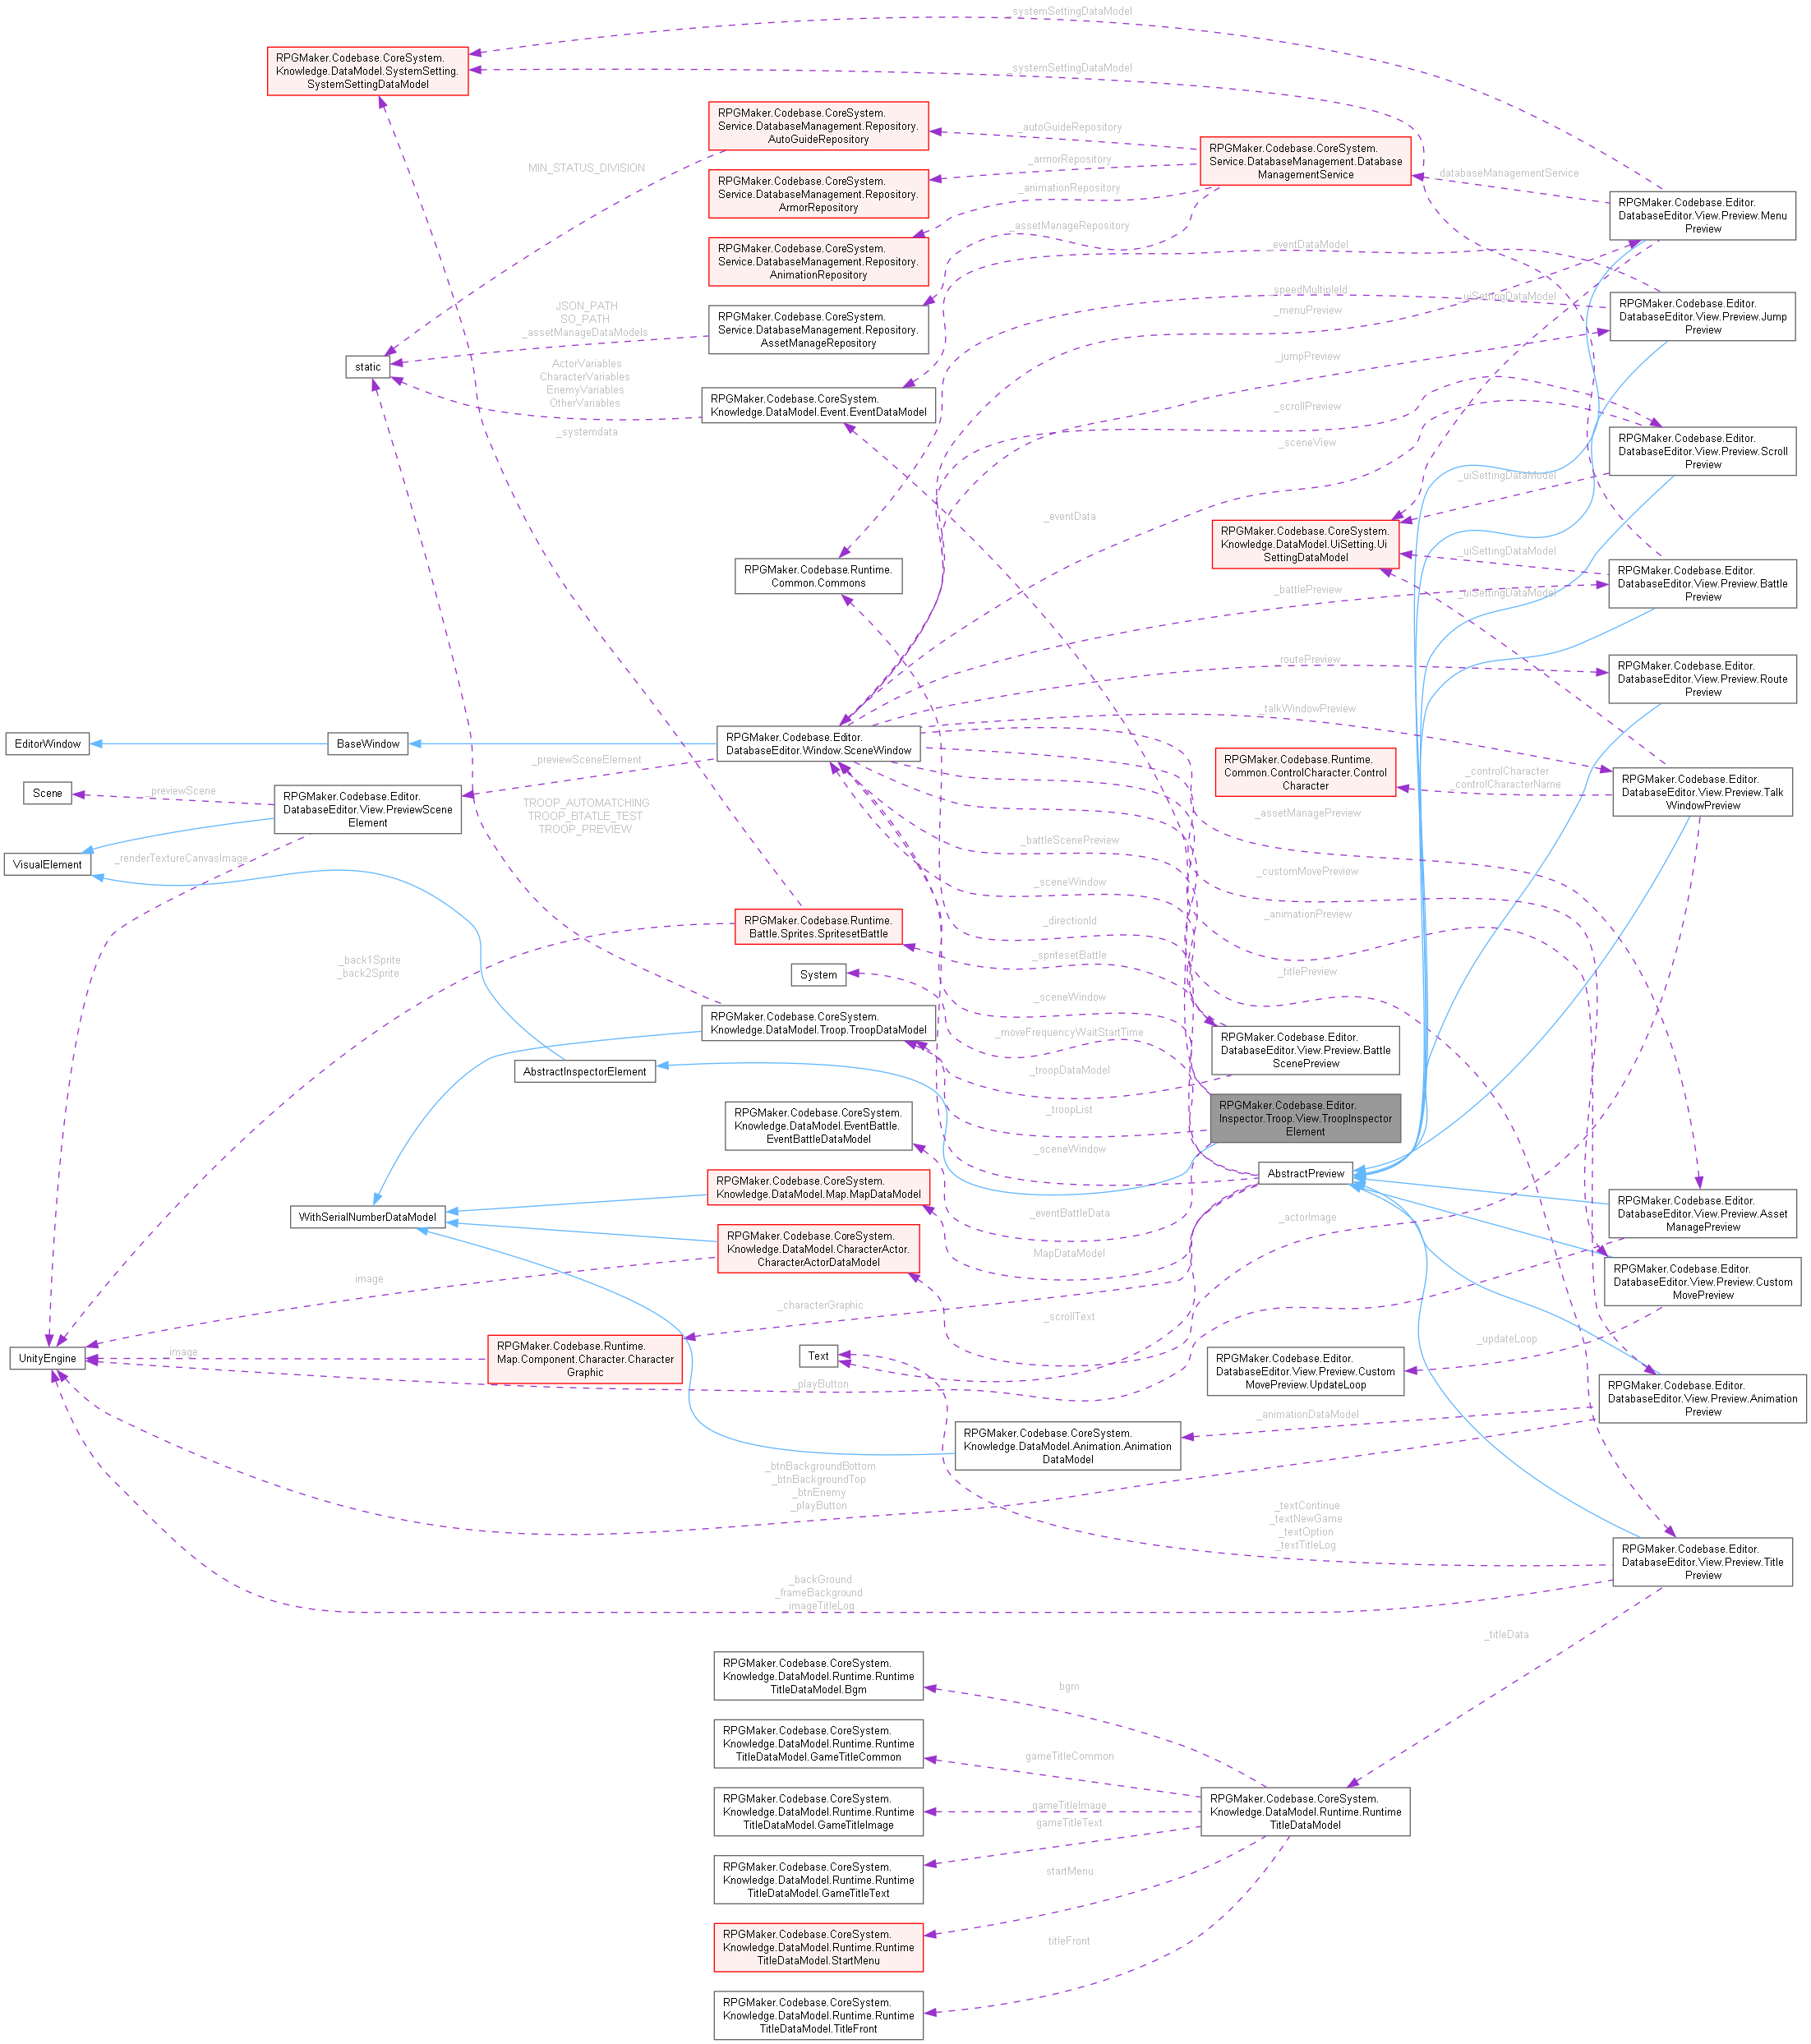 _systemSettingDataModel
RPGMaker.Codebase.CoreSystem.
Knowledge.DataModel.SystemSetting.
SystemSettingDataModel
_systemSettingDataModel
RPGMaker.Codebase.CoreSystem.
Service.DatabaseManagement.Repository.
AutoGuideRepository
_autoGuideRepository
RPGMaker.Codebase.CoreSystem.
Service.DatabaseManagement.Database
ManagementService
_armorRepository
MIN_STATUS_DIVISION
databaseManagementService
RPGMaker.Codebase.CoreSystem.
Service.DatabaseManagement.Repository.
ArmorRepository
_animationRepository
RPGMaker.Codebase.Editor.
DatabaseEditor.View.Preview.Menu
Preview
_assetManageRepository
RPGMaker.Codebase.CoreSystem.
Service.DatabaseManagement.Repository.
AnimationRepository
_eventDataModel
speedMultipleId
_uiSettingDataModel
_menuPreview
RPGMaker.Codebase.Editor.
DatabaseEditor.View.Preview.Jump
Preview
JSON_PATH
SO_PATH
_assetManageDataModels
RPGMaker.Codebase.CoreSystem.
Service.DatabaseManagement.Repository.
AssetManageRepository
static
ActorVariables
CharacterVariables
EnemyVariables
OtherVariables
_jumpPreview
RPGMaker.Codebase.CoreSystem.
Knowledge.DataModel.Event.EventDataModel
_scrollPreview
_systemdata
_sceneView
RPGMaker.Codebase.Editor.
DatabaseEditor.View.Preview.Scroll
Preview
_uiSettingDataModel
_eventData
RPGMaker.Codebase.CoreSystem.
Knowledge.DataModel.UiSetting.Ui
SettingDataModel
_uiSettingDataModel
RPGMaker.Codebase.Runtime.
Common.Commons
_battlePreview
_uiSettingDataModel
RPGMaker.Codebase.Editor.
DatabaseEditor.View.Preview.Battle
Preview
routePreview
RPGMaker.Codebase.Editor.
DatabaseEditor.View.Preview.Route
Preview
talkWindowPreview
EditorWindow
BaseWindow
RPGMaker.Codebase.Editor.
DatabaseEditor.Window.SceneWindow
_previewSceneElement
RPGMaker.Codebase.Runtime.
Common.ControlCharacter.Control
Character
_controlCharacter
_controlCharacterName
RPGMaker.Codebase.Editor.
DatabaseEditor.View.Preview.Talk
WindowPreview
Scene
_previewScene
RPGMaker.Codebase.Editor.
DatabaseEditor.View.PreviewScene
Element
TROOP_AUTOMATCHING
TROOP_BTATLE_TEST
TROOP_PREVIEW
_assetManagePreview
_battleScenePreview
VisualElement
_renderTextureCanvasImage
_customMovePreview
_sceneWindow
_animationPreview
_directionId
RPGMaker.Codebase.Runtime.
Battle.Sprites.SpritesetBattle
_back1Sprite
_back2Sprite
_spritesetBattle
System
_titlePreview
_sceneWindow
RPGMaker.Codebase.CoreSystem.
Knowledge.DataModel.Troop.TroopDataModel
_moveFrequencyWaitStartTime
RPGMaker.Codebase.Editor.
DatabaseEditor.View.Preview.Battle
ScenePreview
AbstractInspectorElement
_troopDataModel
RPGMaker.Codebase.CoreSystem.
Knowledge.DataModel.EventBattle.
EventBattleDataModel
_troopList
RPGMaker.Codebase.Editor.
Inspector.Troop.View.TroopInspector
Element
_sceneWindow
AbstractPreview
RPGMaker.Codebase.CoreSystem.
Knowledge.DataModel.Map.MapDataModel
WithSerialNumberDataModel
_eventBattleData
_actorImage
RPGMaker.Codebase.Editor.
DatabaseEditor.View.Preview.Asset
ManagePreview
RPGMaker.Codebase.CoreSystem.
Knowledge.DataModel.CharacterActor.
CharacterActorDataModel
MapDataModel
image
_characterGraphic
_scrollText
RPGMaker.Codebase.Editor.
DatabaseEditor.View.Preview.Custom
MovePreview
_updateLoop
UnityEngine
image
RPGMaker.Codebase.Runtime.
Map.Component.Character.Character
Graphic
Text
_playButton
RPGMaker.Codebase.Editor.
DatabaseEditor.View.Preview.Custom
MovePreview.UpdateLoop
RPGMaker.Codebase.Editor.
DatabaseEditor.View.Preview.Animation
Preview
_animationDataModel
RPGMaker.Codebase.CoreSystem.
Knowledge.DataModel.Animation.Animation
DataModel
_btnBackgroundBottom
_btnBackgroundTop
_btnEnemy
_playButton
_textContinue
_textNewGame
_textOption
_textTitleLog
RPGMaker.Codebase.Editor.
DatabaseEditor.View.Preview.Title
Preview
_backGround
_frameBackground
_imageTitleLog
_titleData
RPGMaker.Codebase.CoreSystem.
Knowledge.DataModel.Runtime.Runtime
TitleDataModel.Bgm
bgm
RPGMaker.Codebase.CoreSystem.
Knowledge.DataModel.Runtime.Runtime
TitleDataModel.GameTitleCommon
gameTitleCommon
RPGMaker.Codebase.CoreSystem.
Knowledge.DataModel.Runtime.Runtime
TitleDataModel.GameTitleImage
gameTitleImage
gameTitleText
RPGMaker.Codebase.CoreSystem.
Knowledge.DataModel.Runtime.Runtime
TitleDataModel
RPGMaker.Codebase.CoreSystem.
Knowledge.DataModel.Runtime.Runtime
TitleDataModel.GameTitleText
startMenu
RPGMaker.Codebase.CoreSystem.
Knowledge.DataModel.Runtime.Runtime
TitleDataModel.StartMenu
titleFront
RPGMaker.Codebase.CoreSystem.
Knowledge.DataModel.Runtime.Runtime
TitleDataModel.TitleFront